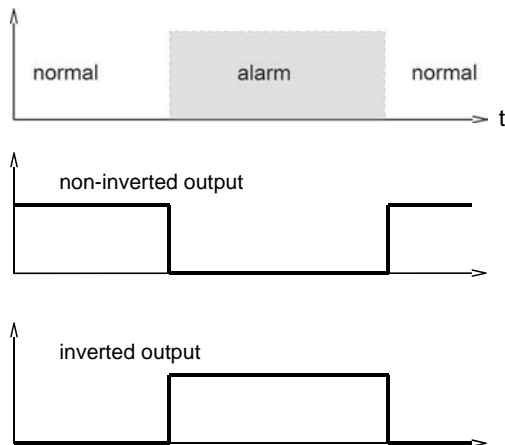 normal alarm normal
t
non-inverted output
inverted output